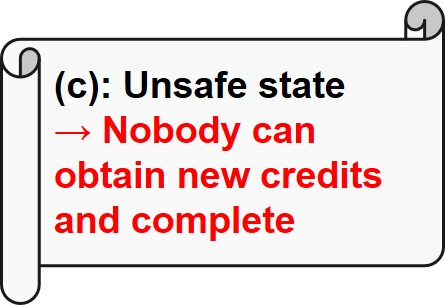 (c): Unsafe state
→ Nobody can
obtain new credits
and complete